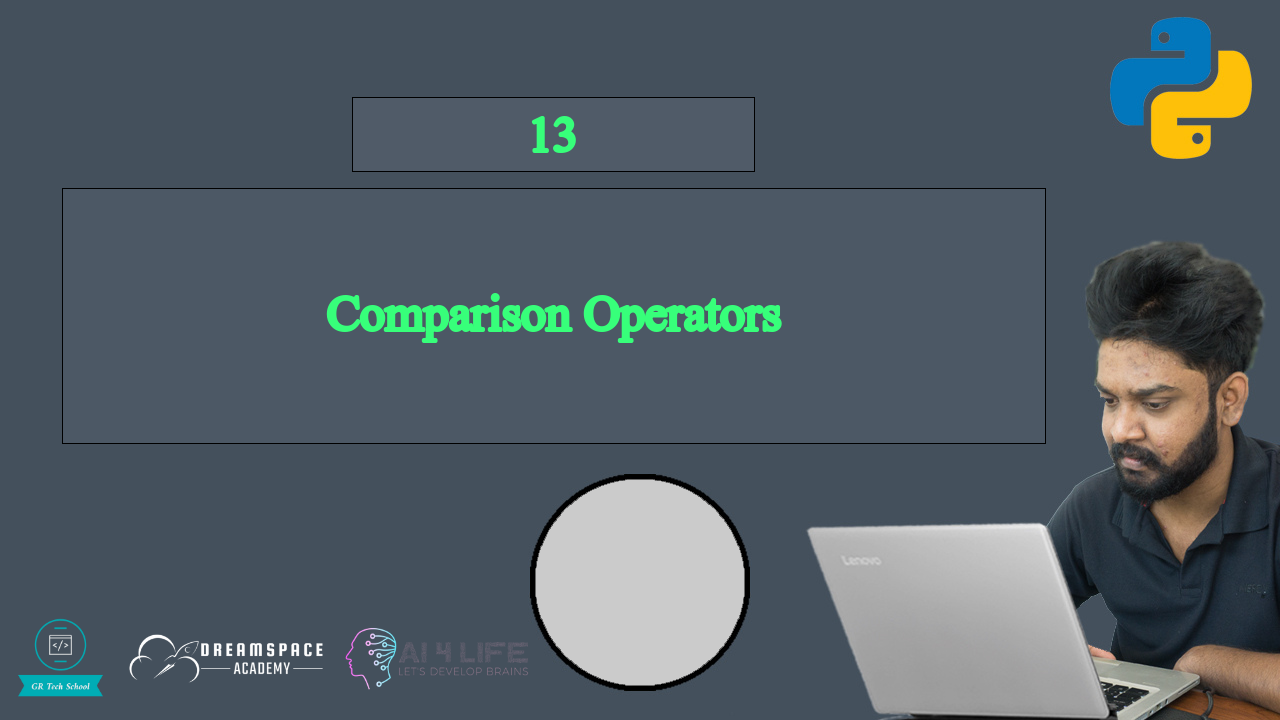 13
Comparison Operators
Lenovo
GR Tech School
DREAMSPACE
ACADEMY
AI 4 LIFE
LET'S DEVELOP BRAINS